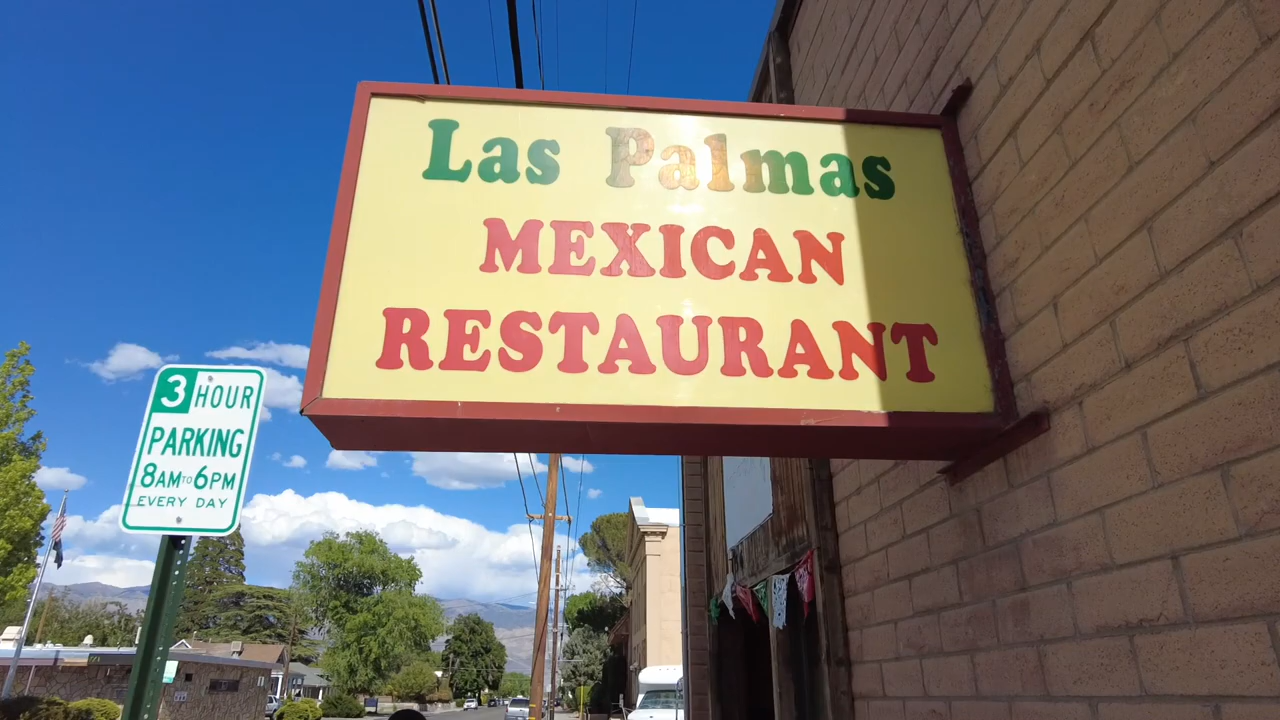 Las Palmas
MEXICAN
RESTAURANT
3 HOUR
PARKING
8AM TO 6PM
EVERY DAY